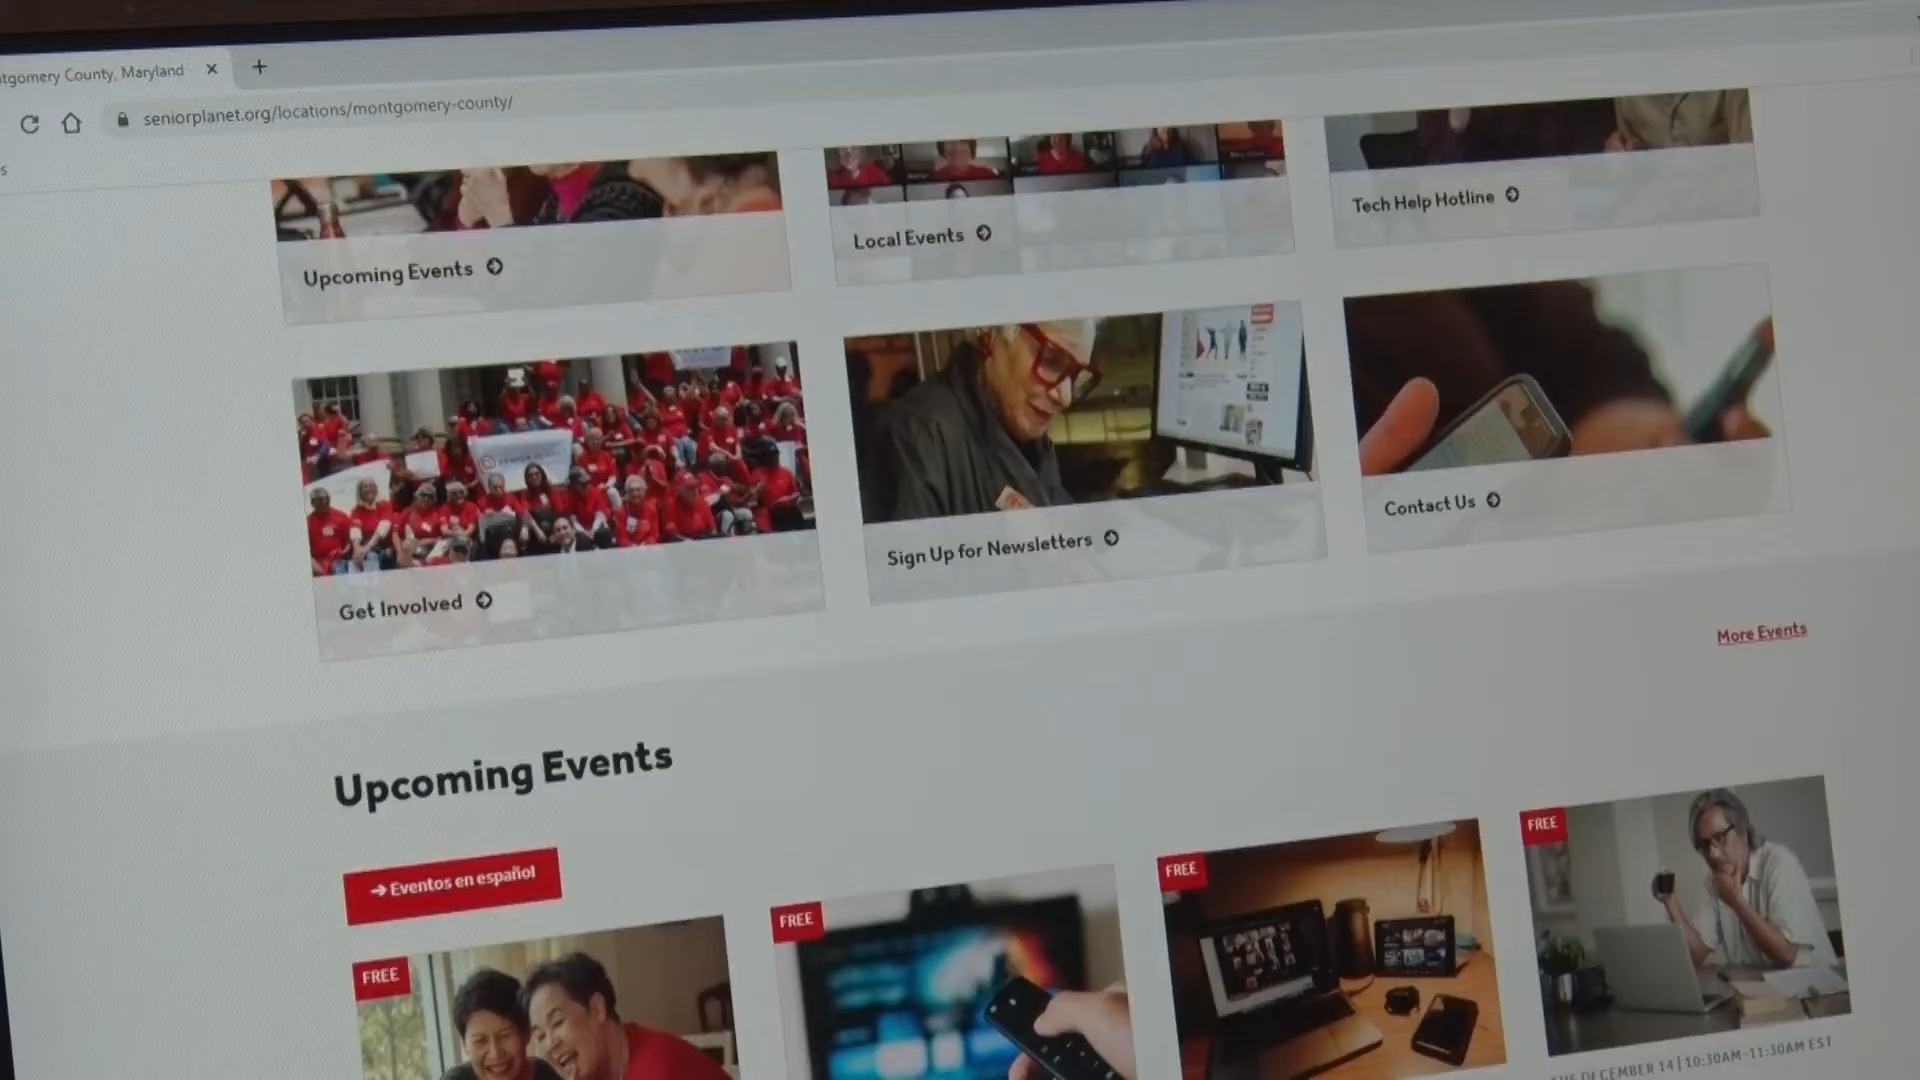 tgomery County, Maryland
seniorplanet.org/locations/montgomery-county/
s
Upcoming Events
Local Events
Tech Help Hotline
Get Involved
Sign Up for Newsletters
Contact Us
More Events
Upcoming Events
Eventos en español
FREE
FREE
FREE
FREE
DECEMBER 14 | 10:30AM-11:30AM EST